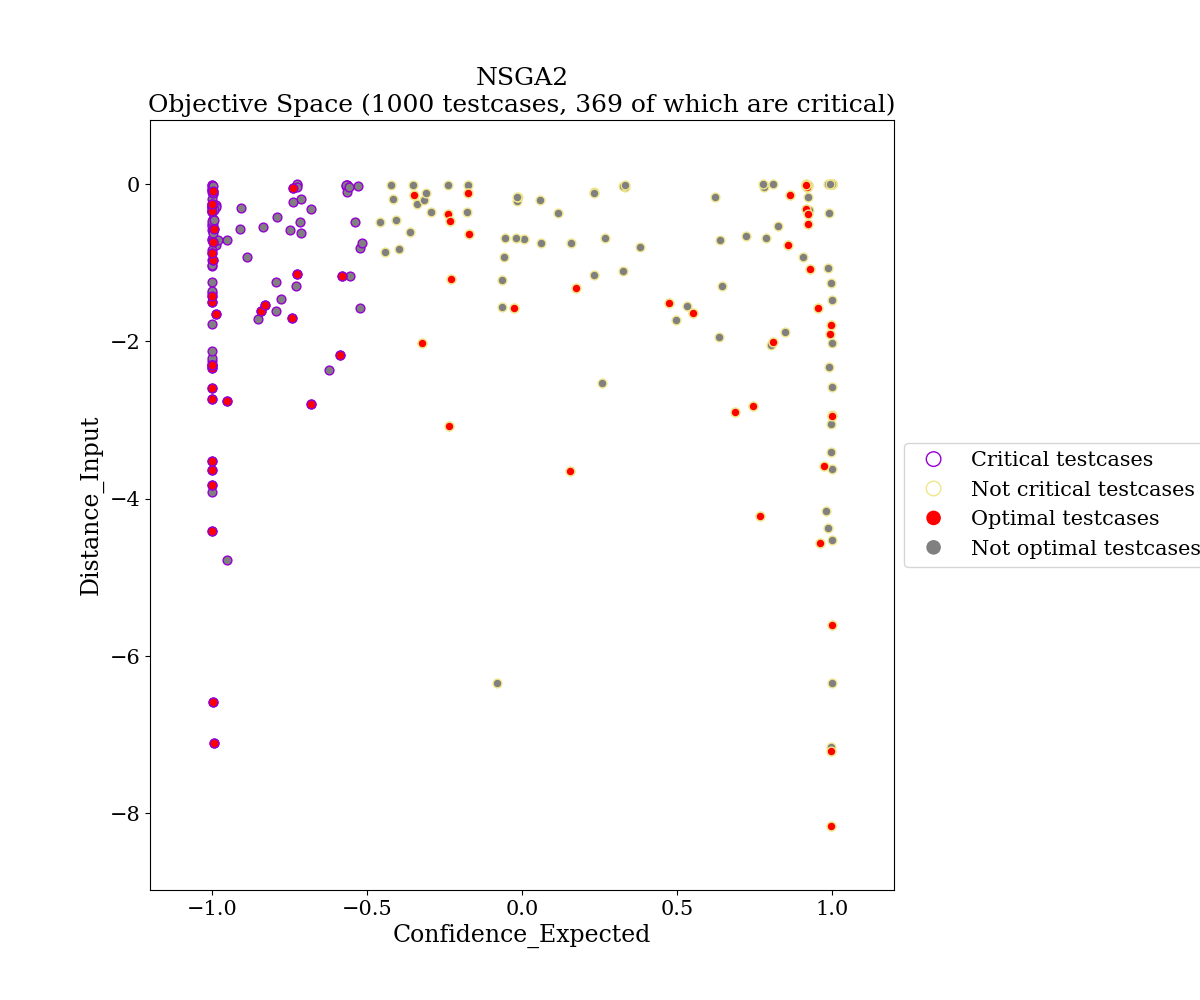 NSGA2
Objective Space (1000 testcases, 369 of which are critical)
0
−2
−4
−6
−8
Distance_Input
−1.0
−0.5
0.0
0.5
1.0
Confidence_Expected
Critical testcases
Not critical testcases
Optimal testcases
Not optimal testcases